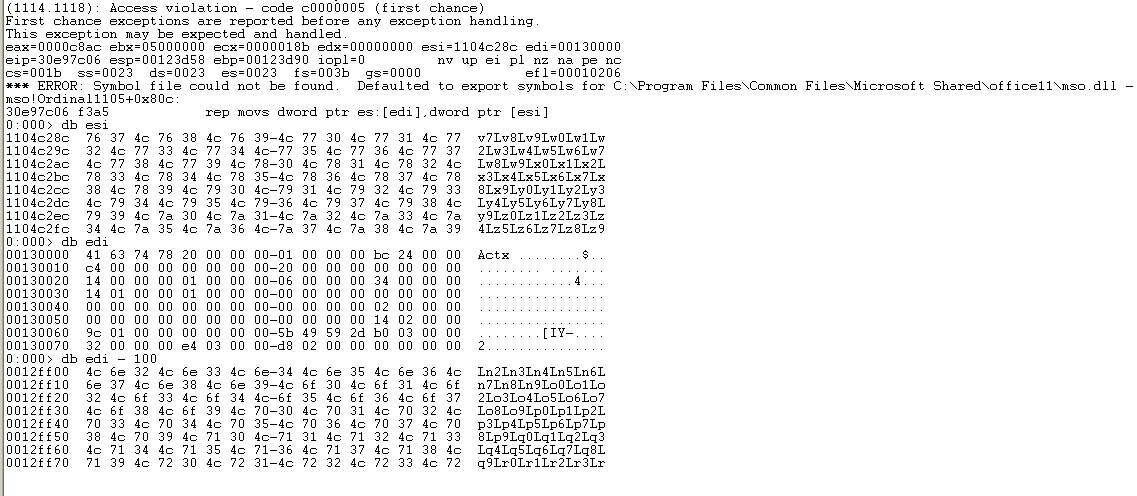 (1114.1118): Access violation - code c0000005 (first chance)
First chance exceptions are reported before any exception handling.
This exception may be expected and handled.
eax=0000c8ac ebx=05000000 ecx=0000018b edx=00000000 esi=1104c28c edi=00130000
eip=30e97c06 esp=00123d58 ebp=00123d90 iopl=0         nv up ei pl nz na pe nc
cs=001b  ss=0023  ds=0023  es=0023  fs=003b  gs=0000             efl=00010206
*** ERROR: Symbol file could not be found.  Defaulted to export symbols for C:\Program Files\Common Files\Microsoft Shared\office11\mso.dll -
mso!Ordinal1105+0x80c:
30e97c06 f3a5            rep movs dword ptr es:[edi],dword ptr [esi]
0:000> db esi
1104c28c  76 37 4c 76 38 4c 76 39-4c 77 30 4c 77 31 4c 77  v7Lv8Lv9Lw0Lw1Lw
1104c29c  32 4c 77 33 4c 77 34 4c-77 35 4c 77 36 4c 77 37  2Lw3Lw4Lw5Lw6Lw7
1104c2ac  4c 77 38 4c 77 39 4c 78-30 4c 78 31 4c 78 32 4c  Lw8Lw9Lx0Lx1Lx2L
1104c2bc  78 33 4c 78 34 4c 78 35-4c 78 36 4c 78 37 4c 78  x3Lx4Lx5Lx6Lx7Lx
1104c2cc  38 4c 78 39 4c 79 30 4c-79 31 4c 79 32 4c 79 33  8Lx9Ly0Ly1Ly2Ly3
1104c2dc  4c 79 34 4c 79 35 4c 79-36 4c 79 37 4c 79 38 4c  Ly4Ly5Ly6Ly7Ly8L
1104c2ec  79 39 4c 7a 30 4c 7a 31-4c 7a 32 4c 7a 33 4c 7a  y9Lz0Lz1Lz2Lz3Lz
1104c2fc  34 4c 7a 35 4c 7a 36 4c-7a 37 4c 7a 38 4c 7a 39  4Lz5Lz6Lz7Lz8Lz9
0:000> db edi
00130000  41 63 74 78 20 00 00 00-01 00 00 00 bc 24 00 00  Actx ........$..
00130010  c4 00 00 00 00 00 00 00-20 00 00 00 00 00 00 00  ........ .......
00130020  14 00 00 00 01 00 00 00-06 00 00 00 34 00 00 00  ............4...
00130030  14 01 00 00 01 00 00 00-00 00 00 00 00 00 00 00  ................
00130040  00 00 00 00 00 00 00 00-00 00 00 00 02 00 00 00  ................
00130050  00 00 00 00 00 00 00 00-00 00 00 00 14 02 00 00  ................
00130060  9c 01 00 00 00 00 00 00-5b 49 59 2d b0 03 00 00  ........[IY-....
00130070  32 00 00 00 e4 03 00 00-d8 02 00 00 00 00 00 00  2...............
0:000> db edi - 100
0012ff00  4c 6e 32 4c 6e 33 4c 6e-34 4c 6e 35 4c 6e 36 4c  Ln2Ln3Ln4Ln5Ln6L
0012ff10  6e 37 4c 6e 38 4c 6e 39-4c 6f 30 4c 6f 31 4c 6f  n7Ln8Ln9Lo0Lo1Lo
0012ff20  32 4c 6f 33 4c 6f 34 4c-6f 35 4c 6f 36 4c 6f 37  2Lo3Lo4Lo5Lo6Lo7
0012ff30  4c 6f 38 4c 6f 39 4c 70-30 4c 70 31 4c 70 32 4c  Lo8Lo9Lp0Lp1Lp2L
0012ff40  70 33 4c 70 34 4c 70 35-4c 70 36 4c 70 37 4c 70  p3Lp4Lp5Lp6Lp7Lp
0012ff50  38 4c 70 39 4c 71 30 4c-71 31 4c 71 32 4c 71 33  8Lp9Lq0Lq1Lq2Lq3
0012ff60  4c 71 34 4c 71 35 4c 71-36 4c 71 37 4c 71 38 4c  Lq4Lq5Lq6Lq7Lq8L
0012ff70  71 39 4c 72 30 4c 72 31-4c 72 32 4c 72 33 4c 72  q9Lr0Lr1Lr2Lr3Lr